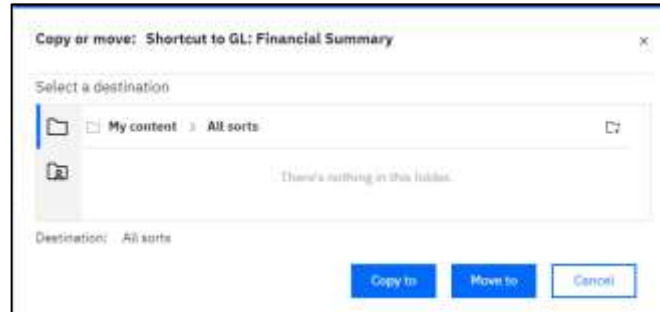 Copy or move: Shortcut to GL: Financial Summary
Select a destination
My content > All sorts
There's nothing in this folder.
Destination: All sorts
Copy to Move to Cancel